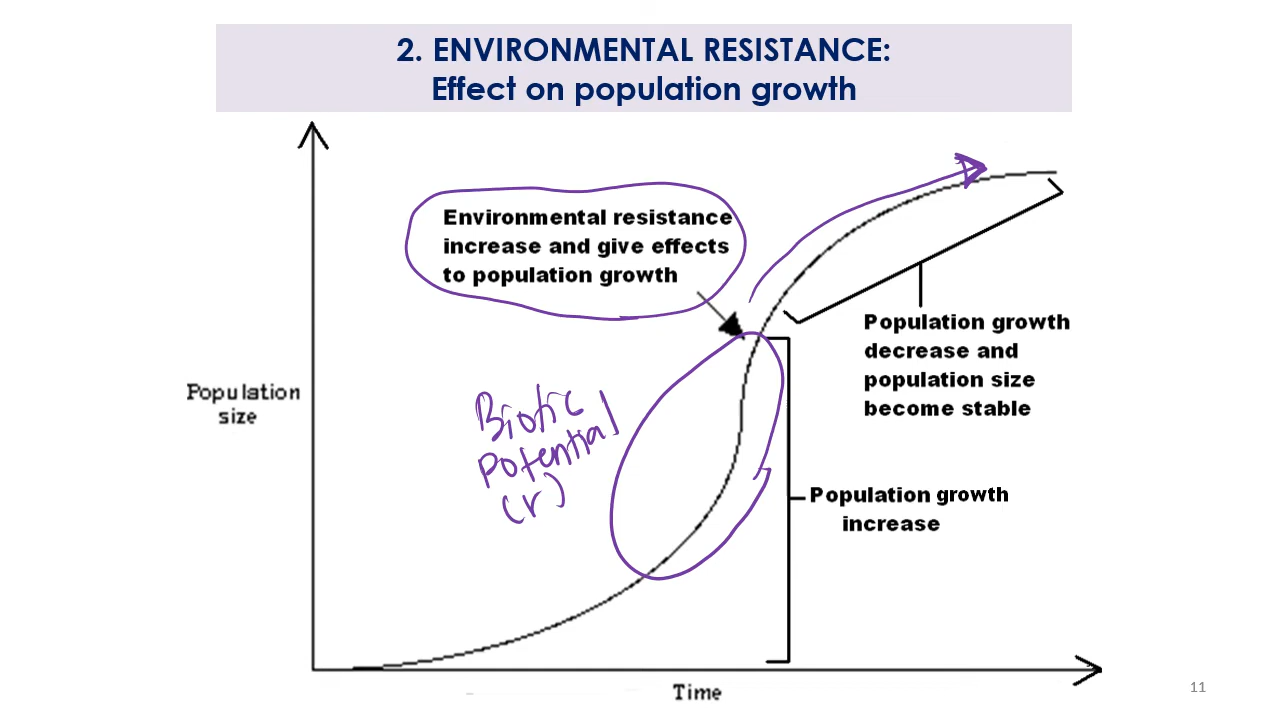 2. ENVIRONMENTAL RESISTANCE:
Effect on population growth
Environmental resistance
increase and give effects
to population growth
Population
size
Biotic
potential
(r)
Population growth
decrease and
population size
become stable
Population growth
increase
Time
11